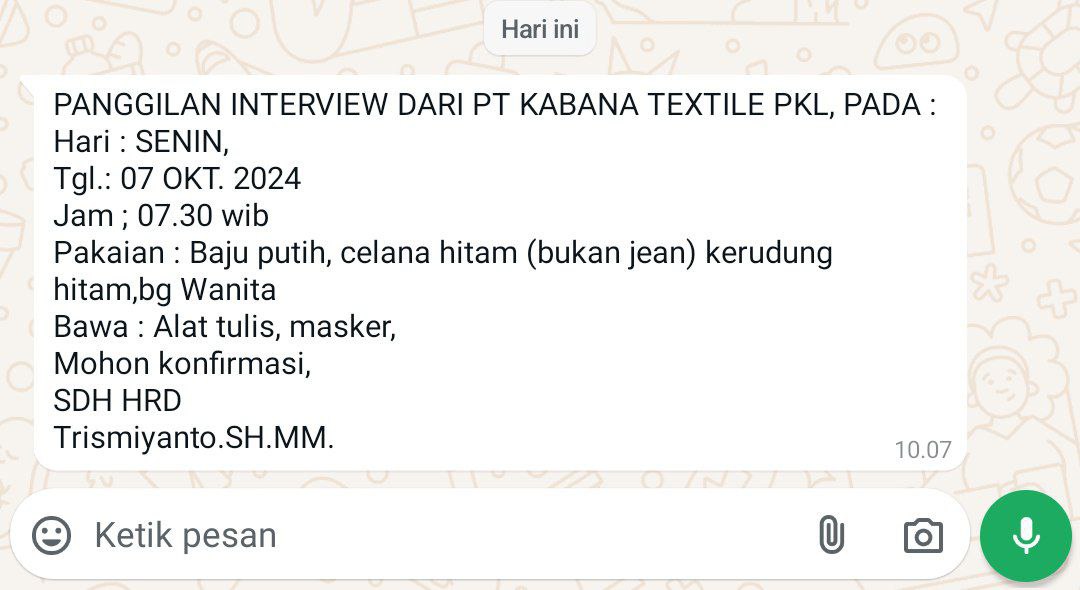 Hari ini
PANGGILAN INTERVIEW DARI PT KABANA TEXTILE PKL, PADA :
Hari : SENIN,
Tgl.: 07 OKT. 2024
Jam ; 07.30 wib
Pakaian : Baju putih, celana hitam (bukan jean) kerudung
hitam,bg Wanita
Bawa : Alat tulis, masker,
Mohon konfirmasi,
SDH HRD
Trismiyanto.SH.MM.
10.07
Ketik pesan